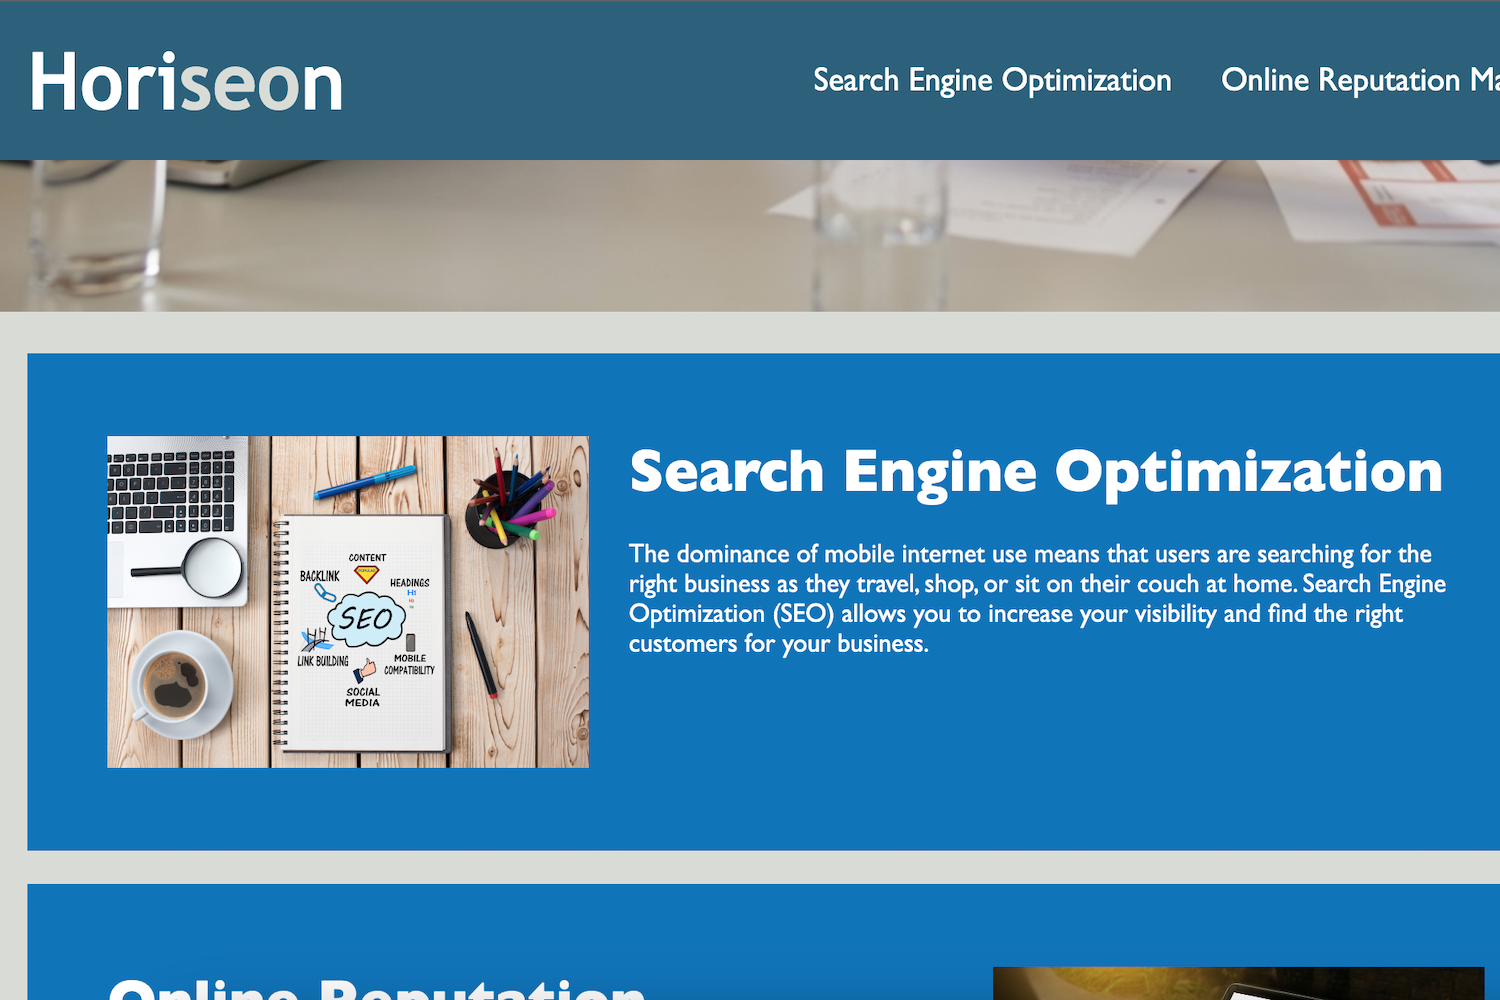 Horiseon
Search Engine Optimization
Online Reputation Ma
Search Engine Optimization
The dominance of mobile internet use means that users are searching for the
right business as they travel, shop, or sit on their couch at home. Search Engine
Optimization (SEO) allows you to increase your visibility and find the right
customers for your business.
CONTENT
BACKLINK
HEADINGS
H1
SEO
LINK BUILDING
MOBILE
COMPATIBILITY
SOCIAL
MEDIA
Online Reputation